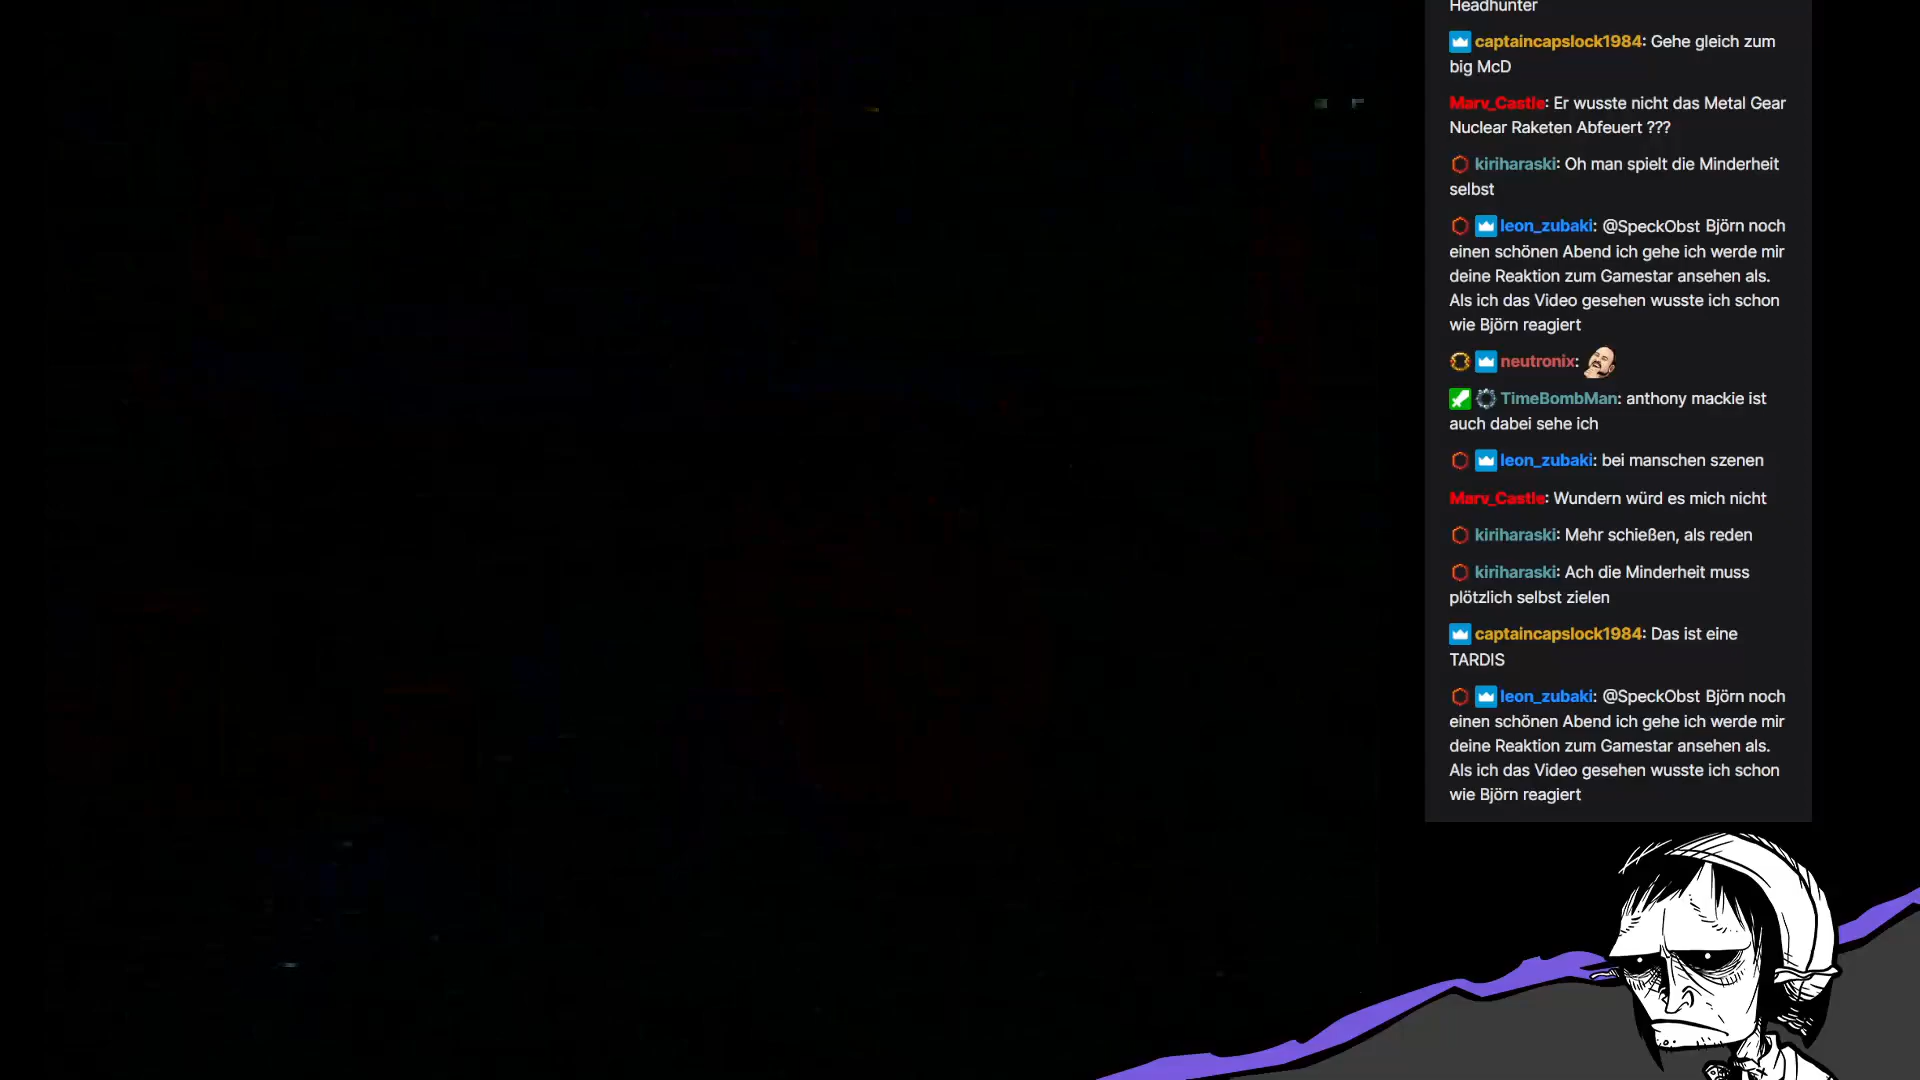 Headhunter
captaincapslock1984: Gehe gleich zum
big McD
Marv_Castle: Er wusste nicht das Metal Gear
Nuclear Raketen Abfeuert ???
kiriharaski: Oh man spielt die Minderheit
selbst
leon_zubaki: @SpeckObst Björn noch
einen schönen Abend ich gehe ich werde mir
deine Reaktion zum Gamestar ansehen als.
Als ich das Video gesehen wusste ich schon
wie Björn reagiert
neutronix:
TimeBombMan: anthony mackie ist
auch dabei sehe ich
leon_zubaki: bei manschen szenen
Marv_Castle: Wundern würd es mich nicht
kiriharaski: Mehr schießen, als reden
kiriharaski: Ach die Minderheit muss
plötzlich selbst zielen
captaincapslock1984: Das ist eine
TARDIS
leon_zubaki: @SpeckObst Björn noch
einen schönen Abend ich gehe ich werde mir
deine Reaktion zum Gamestar ansehen als.
Als ich das Video gesehen wusste ich schon
wie Björn reagiert